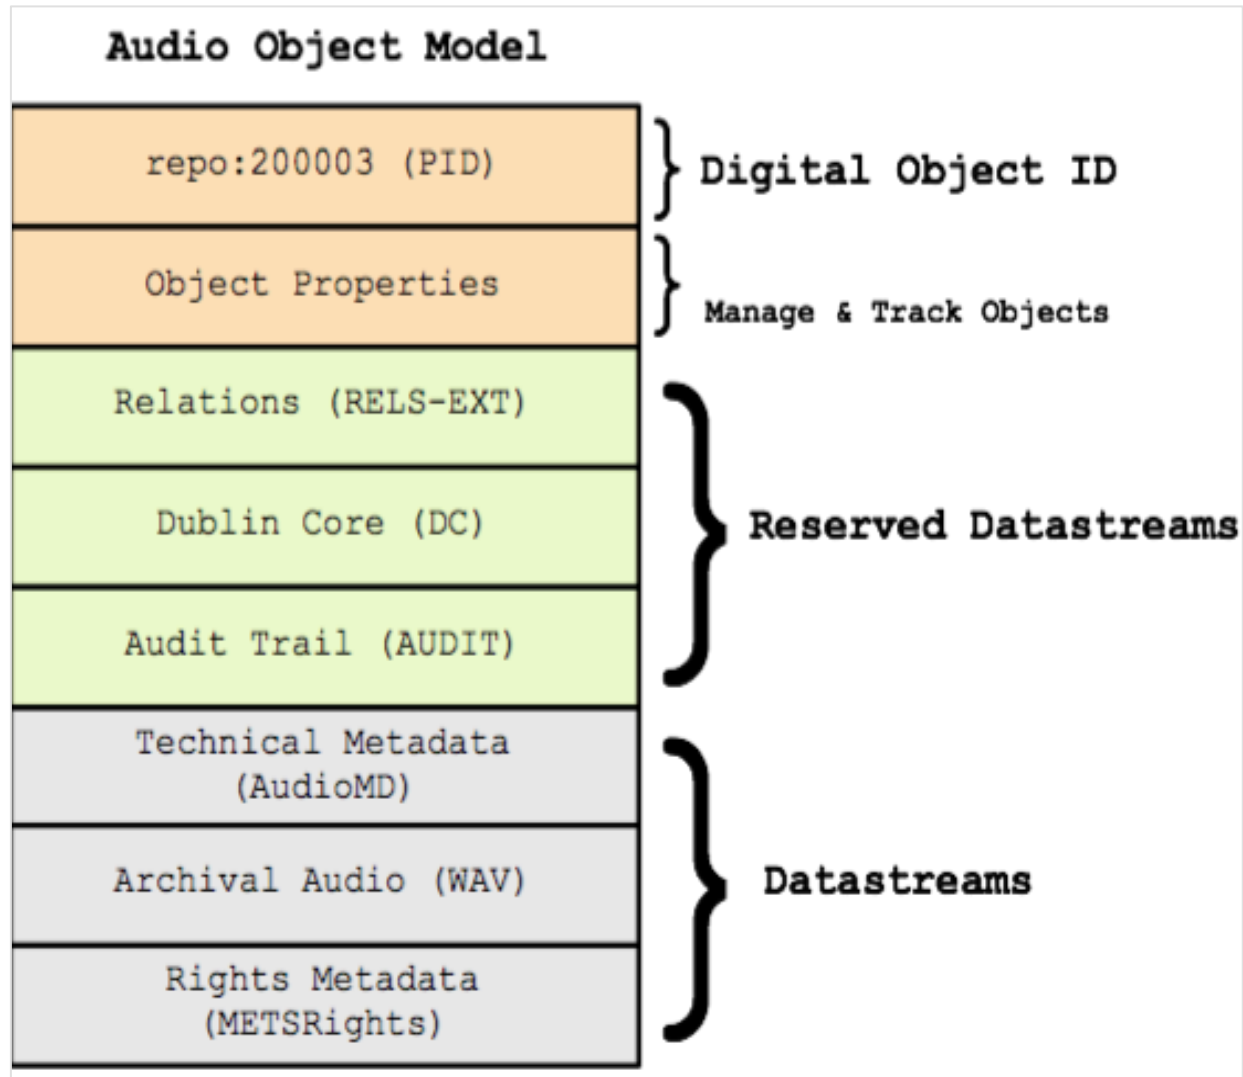 Audio Object Model
repo:200003 (PID)
Digital Object ID
Object Properties
Manage & Track Objects
Relations (RELS-EXT)
Dublin Core (DC)
Reserved Datastreams
Audit Trail (AUDIT)
Technical Metadata
(AudioMD)
Archival Audio (WAV)
Datastreams
Rights Metadata
(METSRights)